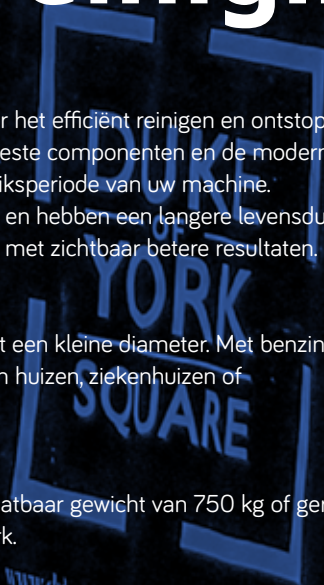 r het efficiënt reinigen en ontstop
este componenten en de modern
iksperiode van uw machine.
en hebben een langere levensdu
met zichtbaar betere resultaten.
t een kleine diameter. Met benzin
n huizen, ziekenhuizen of
atbaar gewicht van 750 kg of ger
k.
DUKE
OF
YORK
SQUARE